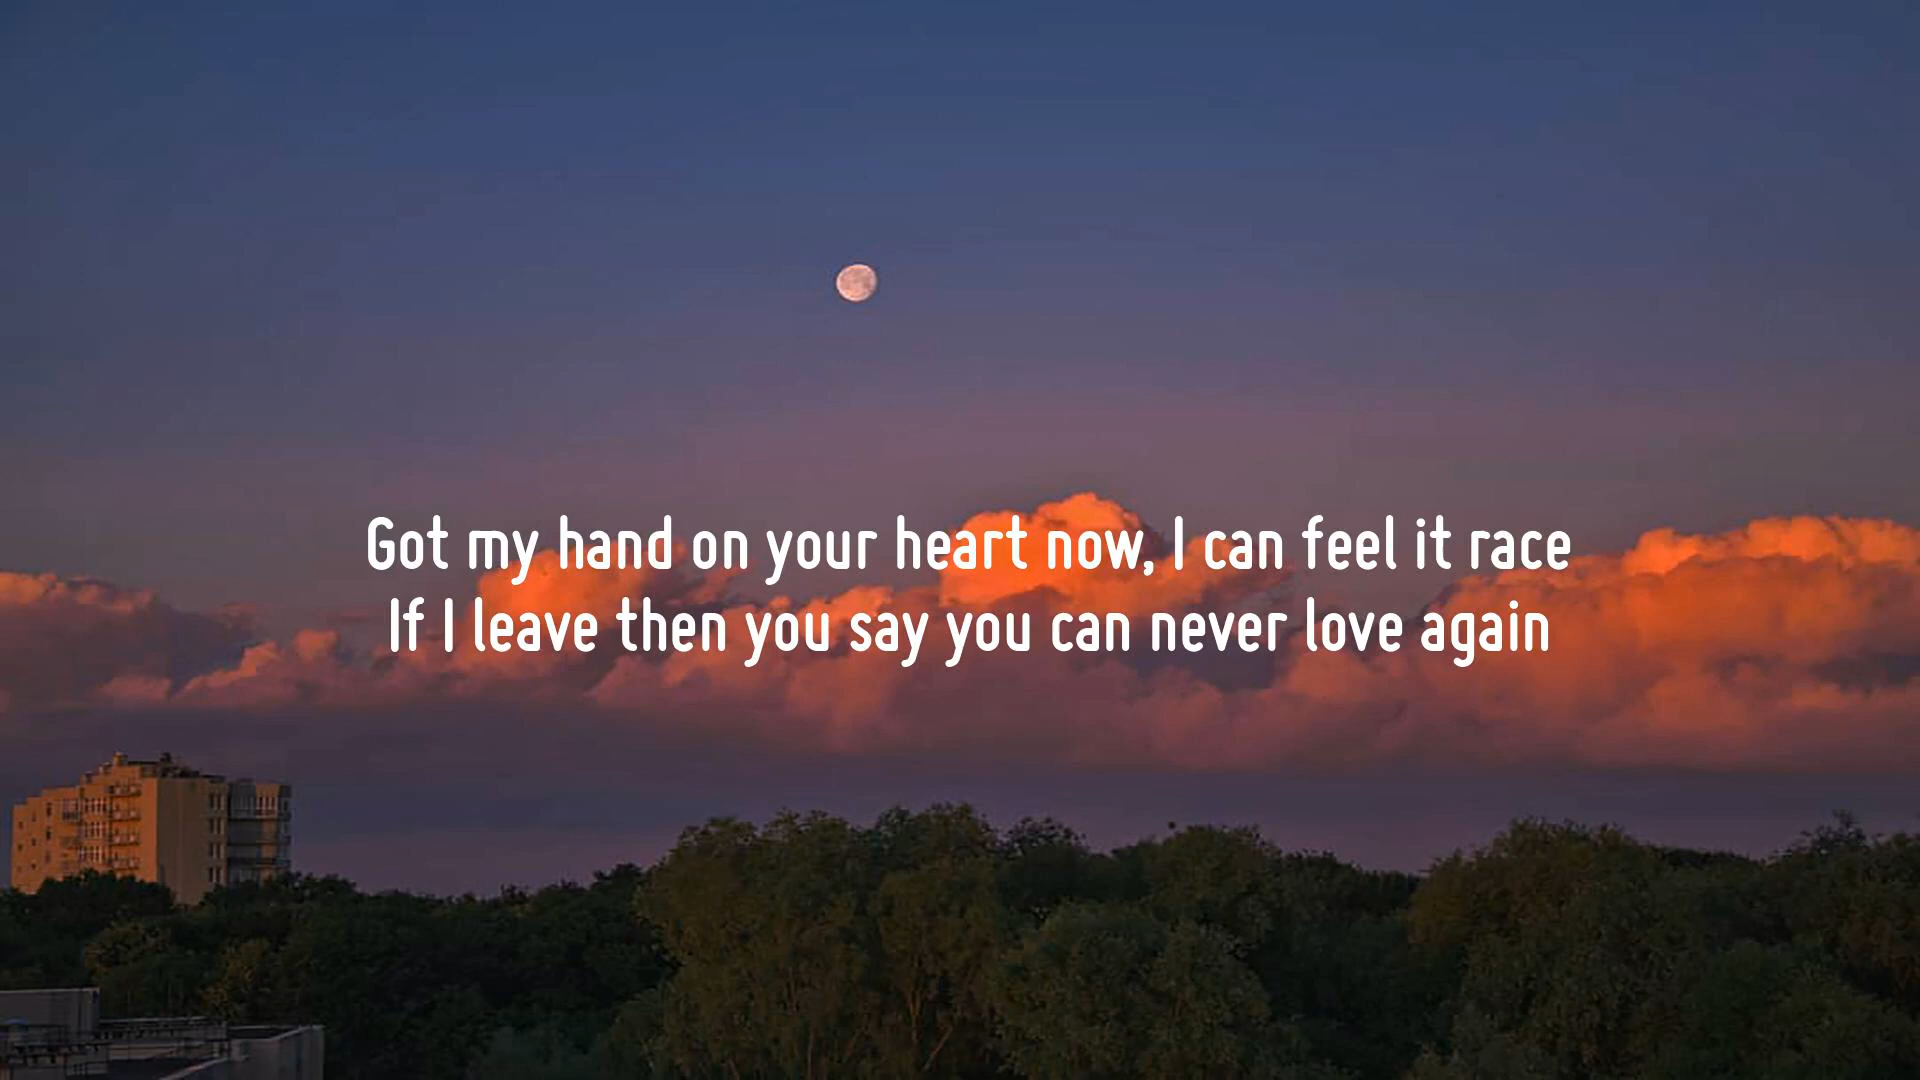 Got my hand on your heart now, I can feel it race
If I leave then you say you can never love again